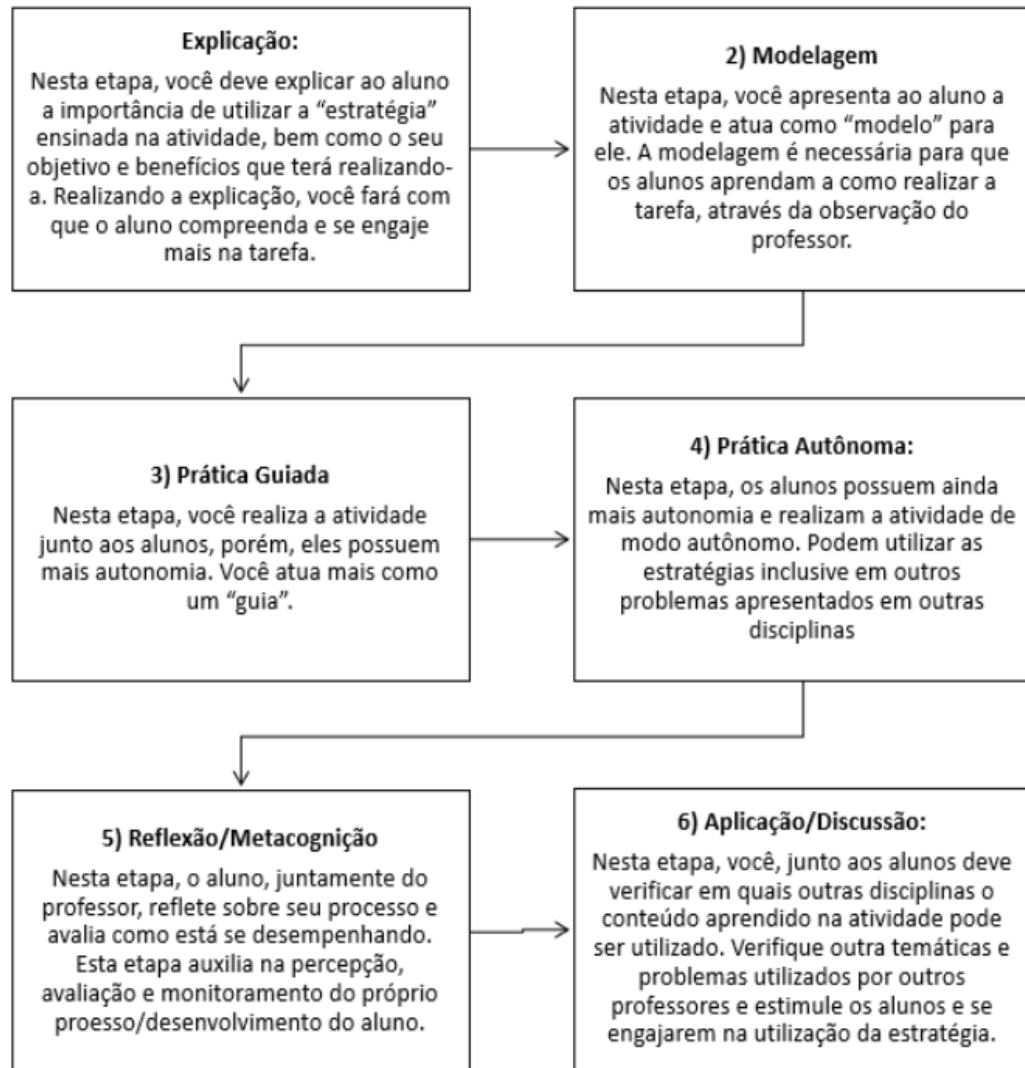 Explicação:
Nesta etapa, você deve explicar ao aluno
a importância de utilizar a “estratégia”
ensinada na atividade, bem como o seu
objetivo e benefícios que terá realizando-
a. Realizando a explicação, você fará com
que o aluno compreenda e se engaje
mais na tarefa.
2) Modelagem
Nesta etapa, você apresenta ao aluno a
atividade e atua como “modelo” para
ele. A modelagem é necessária para que
os alunos aprendam a como realizar a
tarefa, através da observação do
professor.
3) Prática Guiada
Nesta etapa, você realiza a atividade
junto aos alunos, porém, eles possuem
mais autonomia. Você atua mais como
um “guia”.
4) Prática Autônoma:
Nesta etapa, os alunos possuem ainda
mais autonomia e realizam a atividade de
modo autônomo. Podem utilizar as
estratégias inclusive em outros
problemas apresentados em outras
disciplinas
5) Reflexão/Metacognição
Nesta etapa, o aluno, juntamente do
professor, reflete sobre seu processo e
avalia como está se desempenhando.
Esta etapa auxilia na percepção,
avaliação e monitoramento do próprio
proesso/desenvolvimento do aluno.
6) Aplicação/Discussão:
Nesta etapa, você, junto aos alunos deve
verificar em quais outras disciplinas o
conteúdo aprendido na atividade pode
ser utilizado. Verifique outra temáticas e
problemas utilizados por outros
professores e estimule os alunos e se
engajarem na utilização da estratégia.